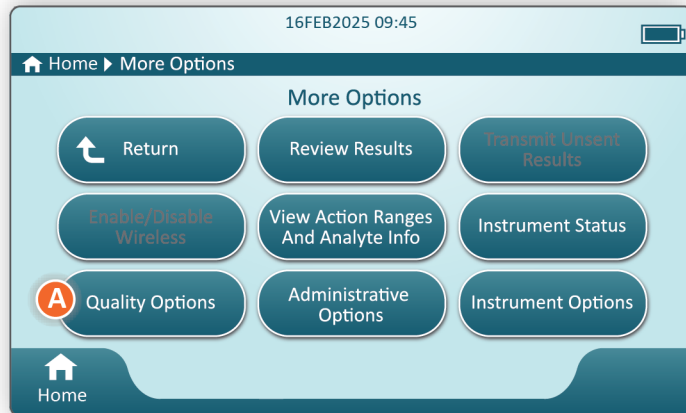 16FEB2025 09:45
Home More Options
More Options
Return
Review Results
Transmit Unsent
Results
Enable/Disable
Wireless
View Action Ranges
And Analyte Info
Instrument Status
A
Quality Options
Administrative
Options
Instrument Options
Home